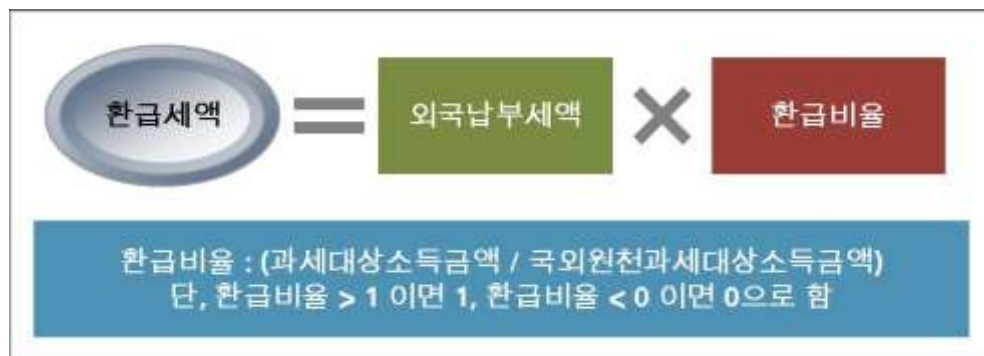 환급세액 = 외국납부세액 × 환급비율
환급비율 : (과세대상소득금액 / 국외원천과세대상소득금액)
단, 환급비율 > 1 이면 1, 환급비율 < 0 이면 0으로 함